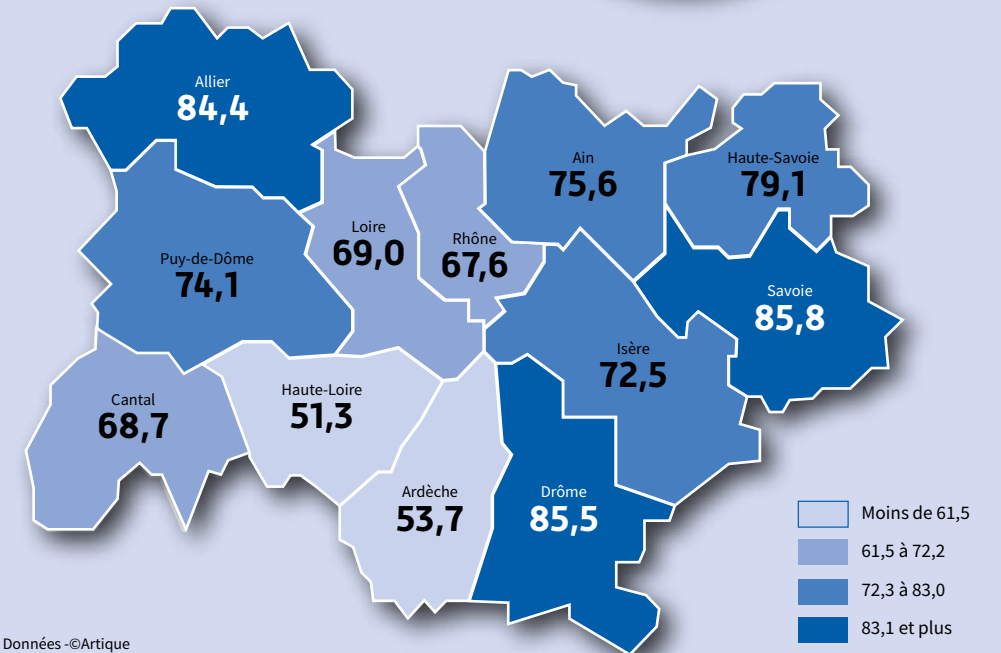 Allier
84,4
Ain
75,6
Haute-Savoie
79,1
Loire
69,0
Rhône
67,6
Puy-de-Dôme
74,1
Savoie
85,8
Isère
72,5
Cantal
68,7
Haute-Loire
51,3
Ardèche
53,7
Drôme
85,5
Moins de 61,5
61,5 à 72,2
72,3 à 83,0
83,1 et plus
Données -©Artique